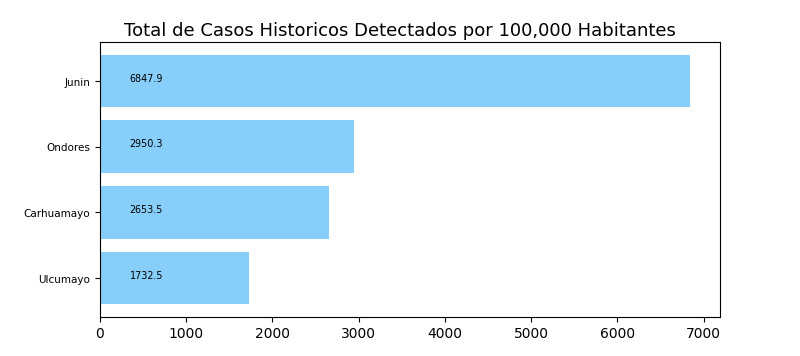 Total de Casos Historicos Detectados por 100,000 Habitantes
Junin
6847.9
Ondores
2950.3
Carhuamayo
2653.5
Ulcumayo
1732.5
0 1000 2000 3000 4000 5000 6000 7000